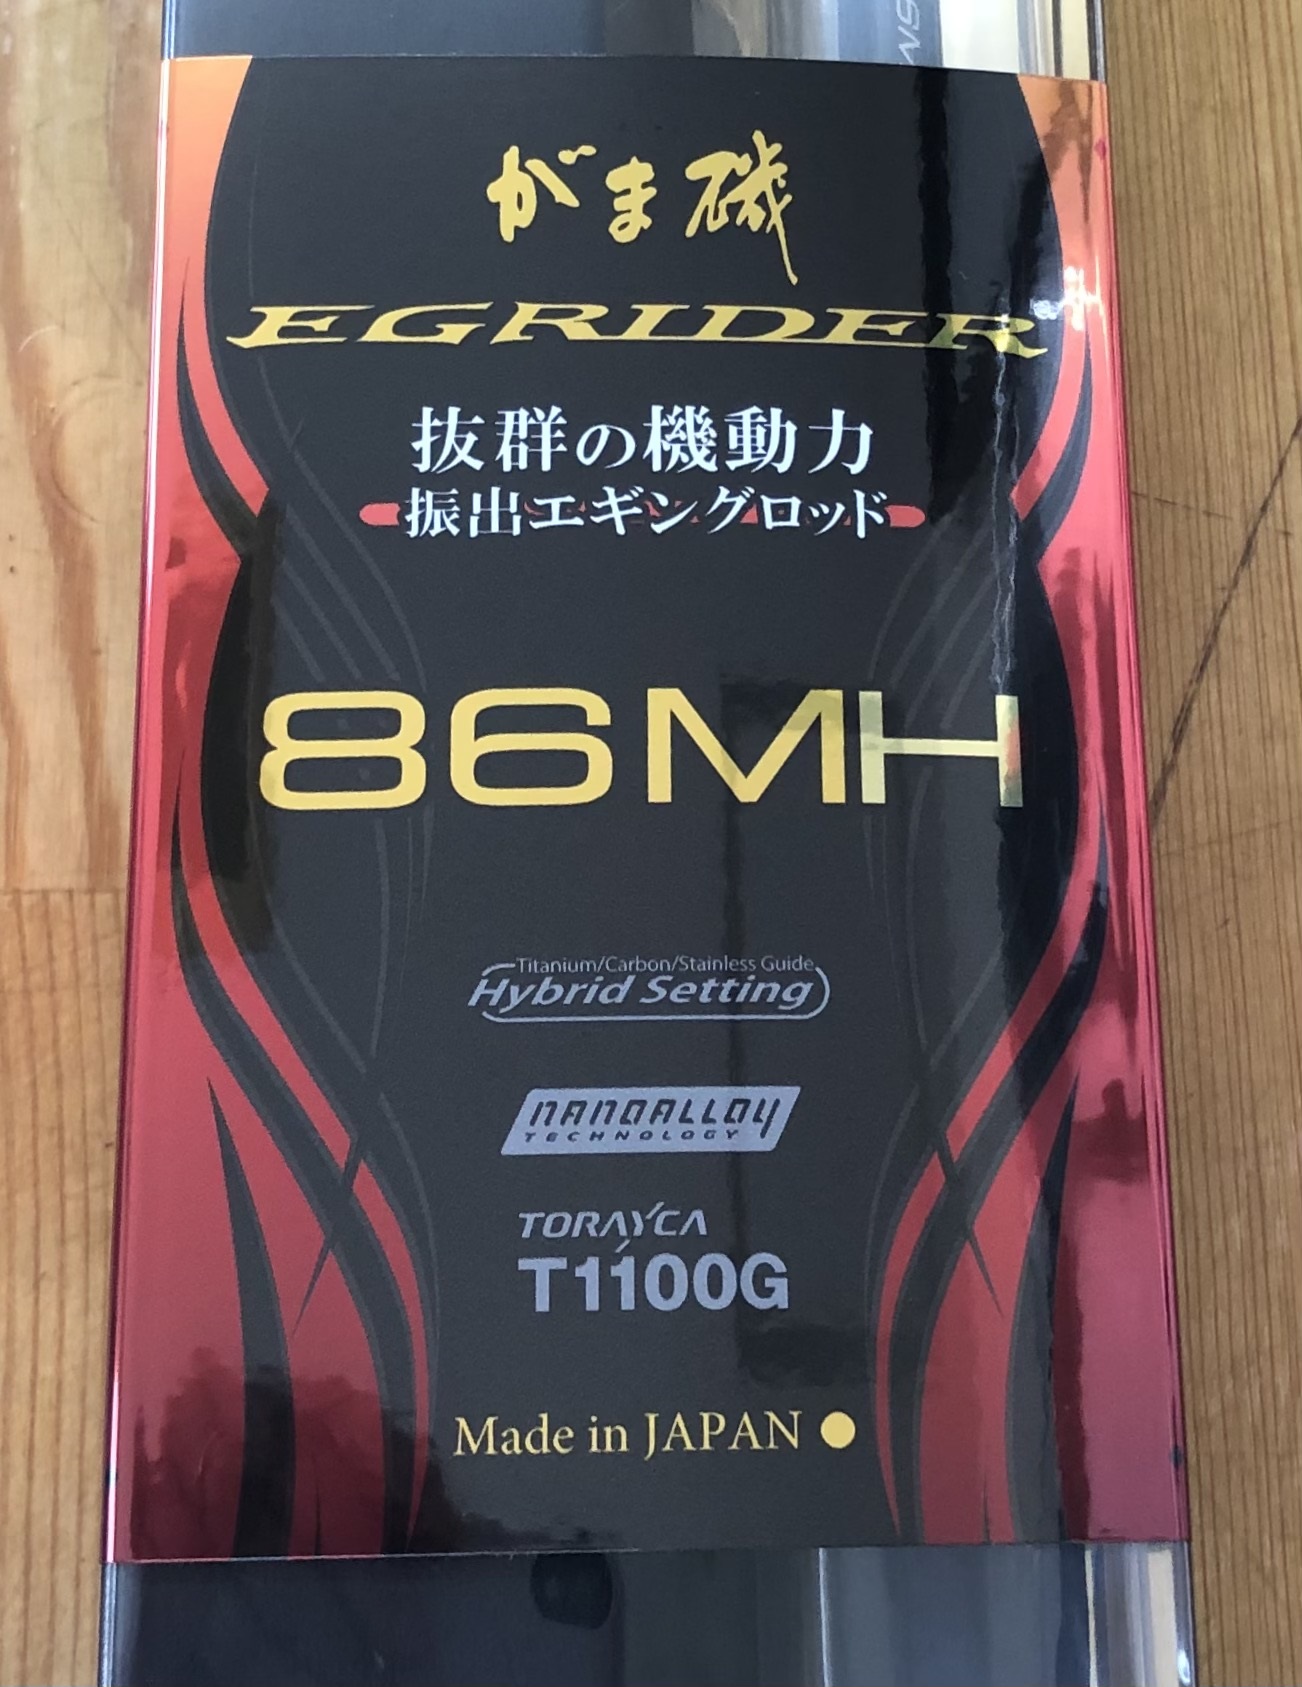 がま磯
EGRIDER
抜群の機動力
振出エギングロッド
86MH
Titanium/Carbon/Stainless Guide
Hybrid Setting
NANOALLOY
TECHNOLOGY
TORAYCA
T1100G
Made in JAPAN